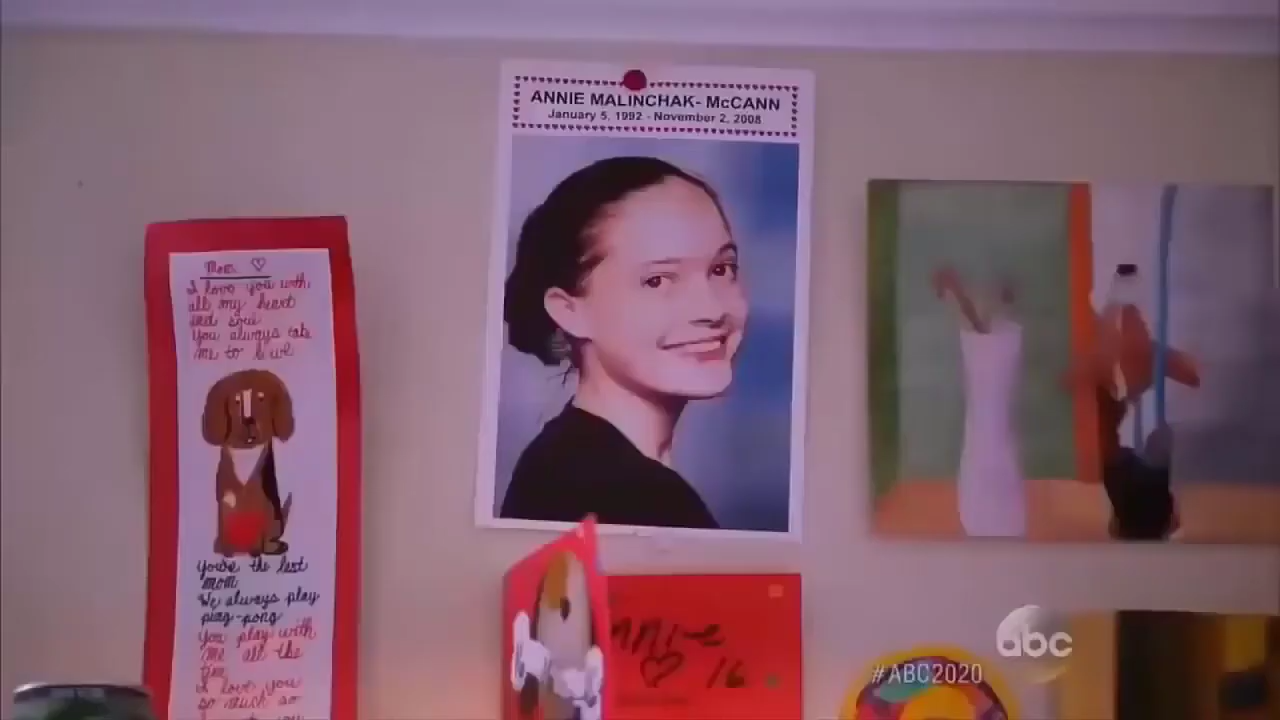 ANNIE MALINCHAK- McCANN
January 5, 1992 - November 2, 2008
Mom ♡
I love you with
all my heart
and soul
You always take
me to
You're the best
mom
We always play
ping-pong
You play with
me all the
time
I love you
so much so
nnie
♡ 16
abc
#ABC2020